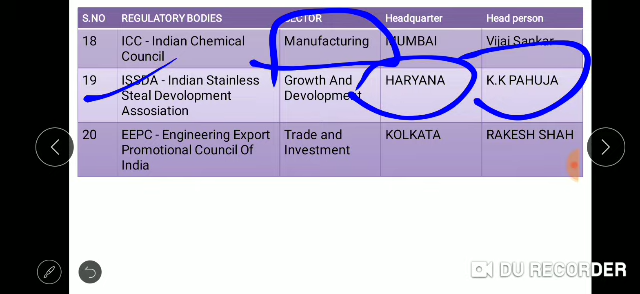 S.NO REGULATORY BODIES SECTOR Headquarter Head person
18 ICC - Indian Chemical Manufacturing MUMBAI Vijai Sankar
Council
19 ISSDA - Indian Stainless Growth And HARYANA K.K PAHUJA
Steal Devolopment Devolopment
Assosiation
20 EEPC - Engineering Export Trade and KOLKATA RAKESH SHAH
Promotional Council Of Investment
India
DU RECORDER